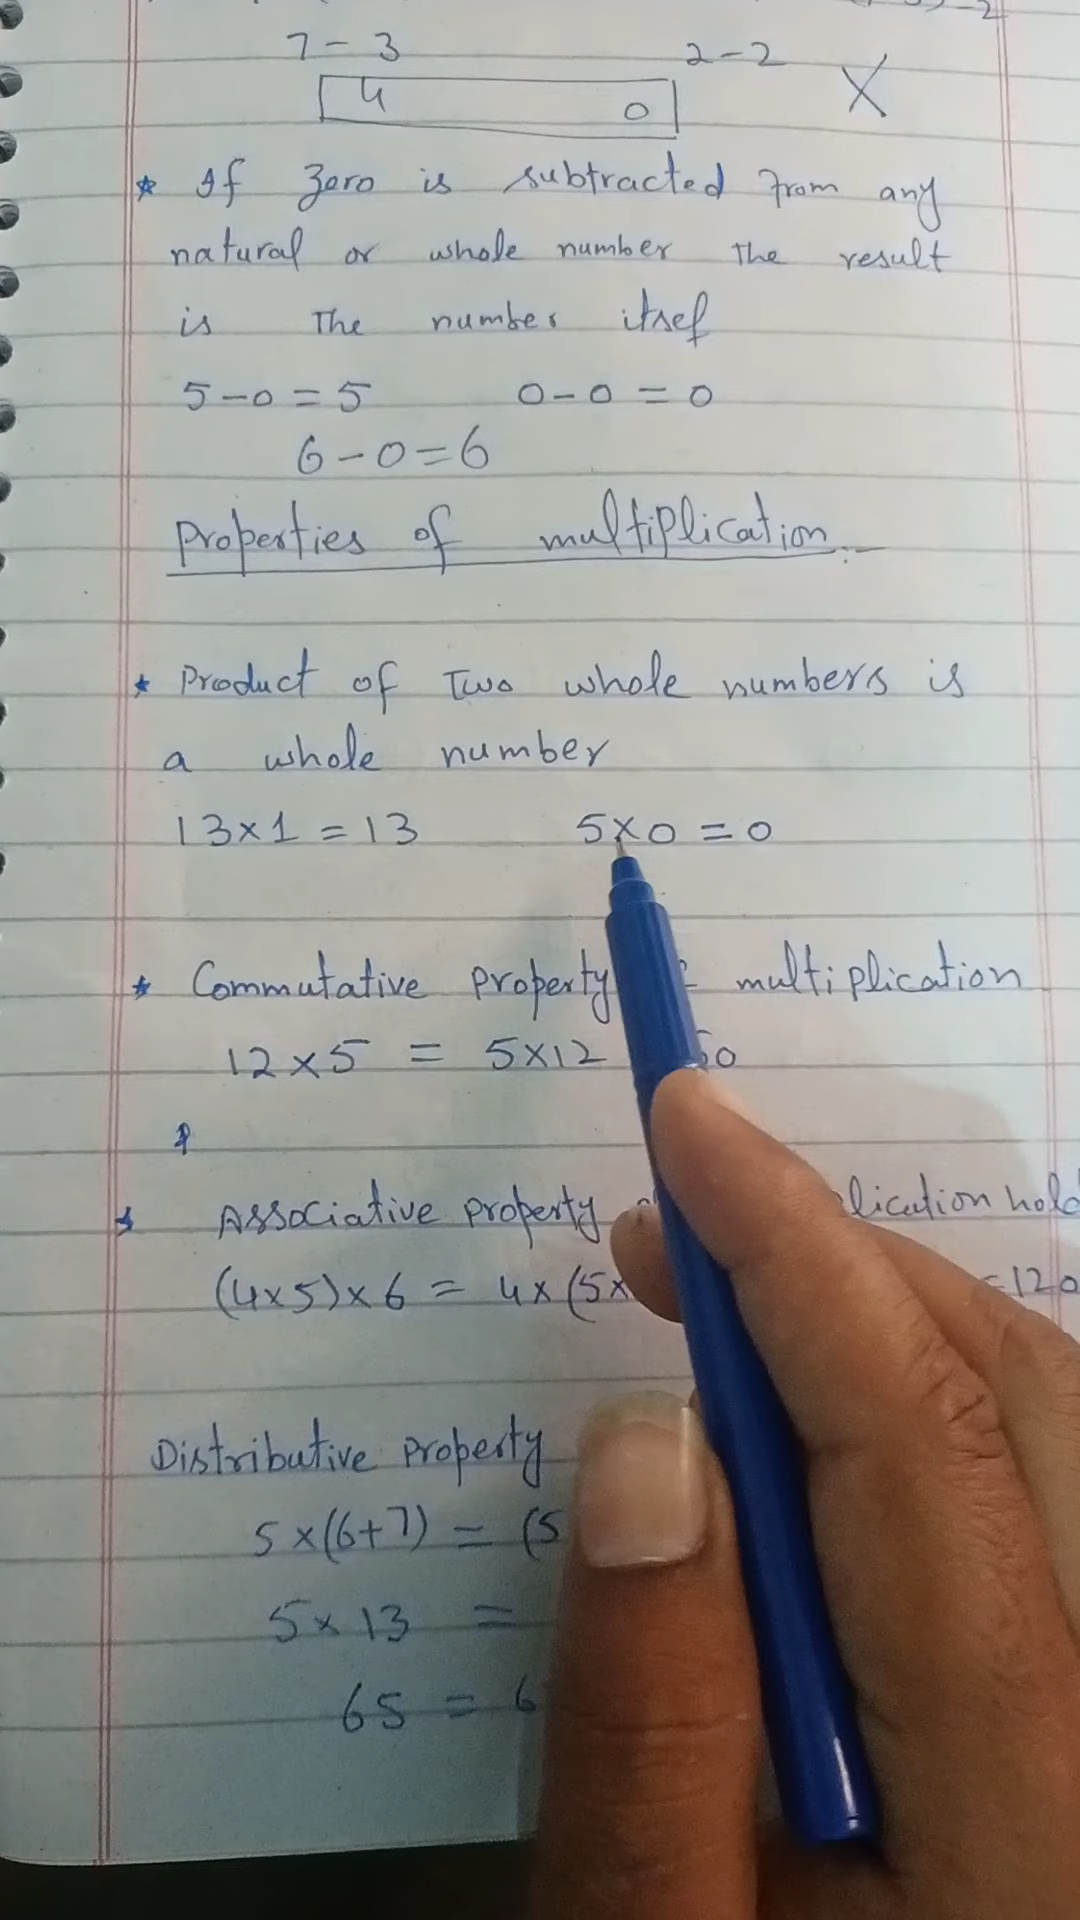 7 - 3 2 - 2 X
4 0
* If zero is subtracted from any
natural or whole number the result
is the number itsef
5 - 0 = 5 0 - 0 = 0
6 - 0 = 6
Properties of multiplication
* Product of Two whole numbers is
a whole number
13 x 1 = 13 5 x 0 = 0
* Commutative property multiplication
12 x 5 = 5 x 12
* Associative property
(4 x 5) x 6 = 4 x (5 x = 120
Distributive property
5 x (6 + 7) = (5
5 x 13 =
65 = 6